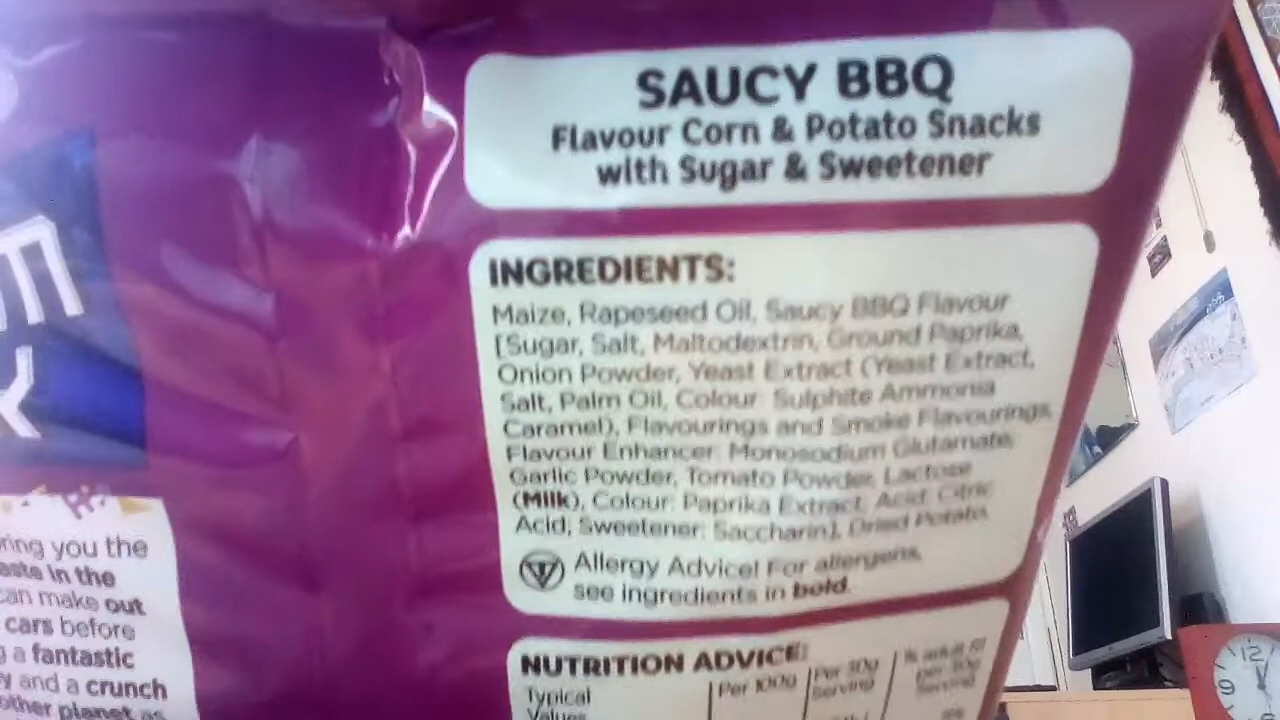 SAUCY BBQ
Flavour Corn & Potato Snacks
with Sugar & Sweetener
INGREDIENTS:
Maize, Rapeseed Oil, Saucy BBQ Flavour
[Sugar, Salt, Maltodextrin, Ground Paprika,
Onion Powder, Yeast Extract (Yeast Extract,
Salt, Palm Oil, Colour: Sulphite Ammonia
Caramel), Flavourings and Smoke Flavourings,
Flavour Enhancer: Monosodium Glutamate,
Garlic Powder, Tomato Powder, Lactose
(Milk), Colour: Paprika Extract, Acid: Citric
Acid, Sweetener: Saccharin], Dried Potato.
Allergy Advice! For allergens,
see ingredients in bold.
NUTRITION ADVICE:
Typical
Values
Per 100g
Per 30g
Serving
you the
in the
can make out
cars before
a fantastic
and a crunch
other planet
12
9